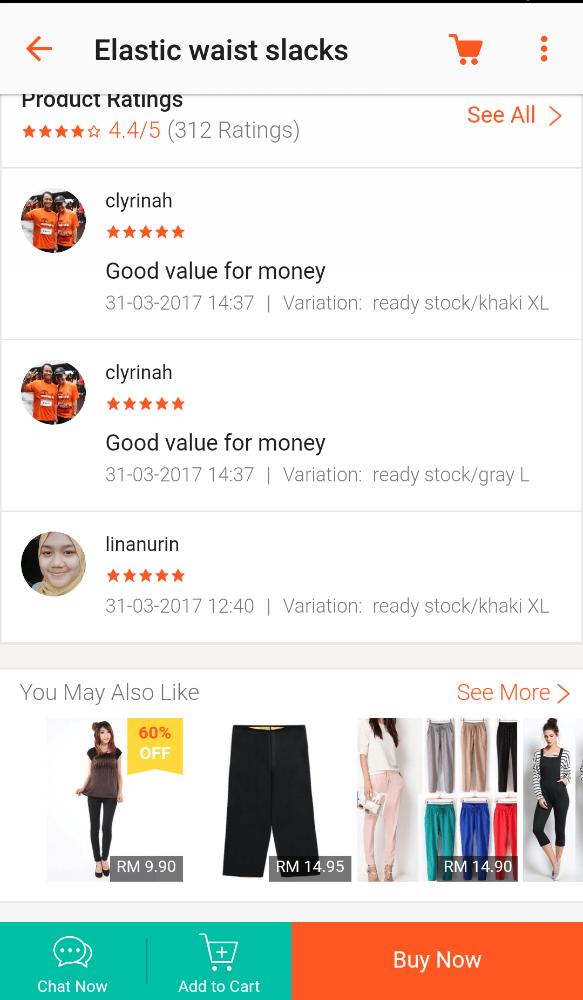 Elastic waist slacks
Product Ratings
See All
4.4/5 (312 Ratings)
clyrinah
Good value for money
31-03-2017 14:37 | Variation: ready stock/khaki XL
clyrinah
Good value for money
31-03-2017 14:37 | Variation: ready stock/gray L
linanurin
31-03-2017 12:40 | Variation: ready stock/khaki XL
You May Also Like
See More
60%
OFF
RM 9.90
RM 14.95
RM 14.90
Chat Now
Add to Cart
Buy Now